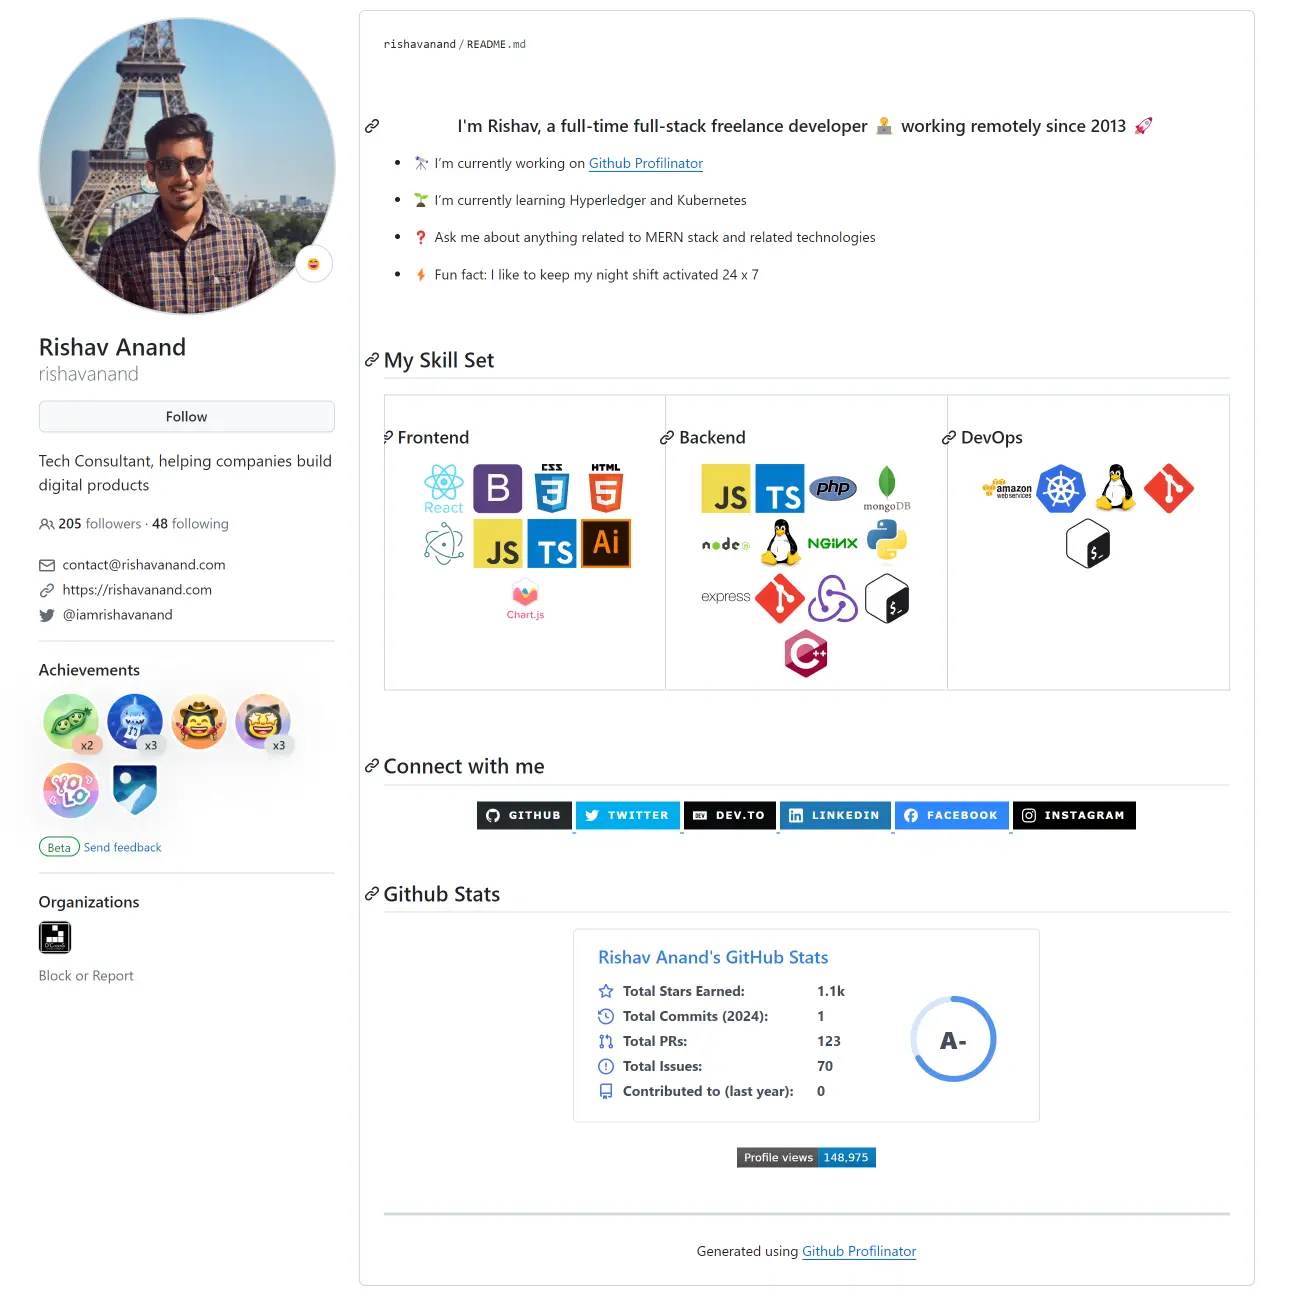 Rishav Anand
rishavanand
Follow
Tech Consultant, helping companies build
digital products
205 followers · 48 following
contact@rishavanand.com
https://rishavanand.com
@iamrishavanand
Achievements
x2
x3
x3
YOLO
Beta Send feedback
Organizations
Block or Report
rishavanand / README.md
I'm Rishav, a full-time full-stack freelance developer working remotely since 2013
I'm currently working on Github Profilinator
I'm currently learning Hyperledger and Kubernetes
Ask me about anything related to MERN stack and related technologies
Fun fact: I like to keep my night shift activated 24 x 7
My Skill Set
Frontend
React B CSS 3 HTML 5
JS TS Ai
Chart.js
Backend
JS TS php mongoDB
node NGINX
express $_
C++
DevOps
amazon web services
$_
Connect with me
GITHUB TWITTER DEV DEV.TO LINKEDIN FACEBOOK INSTAGRAM
Github Stats
Rishav Anand's GitHub Stats
Total Stars Earned: 1.1k
Total Commits (2024): 1
Total PRs: 123
Total Issues: 70
Contributed to (last year): 0
A-
Profile views 148,975
Generated using Github Profilinator